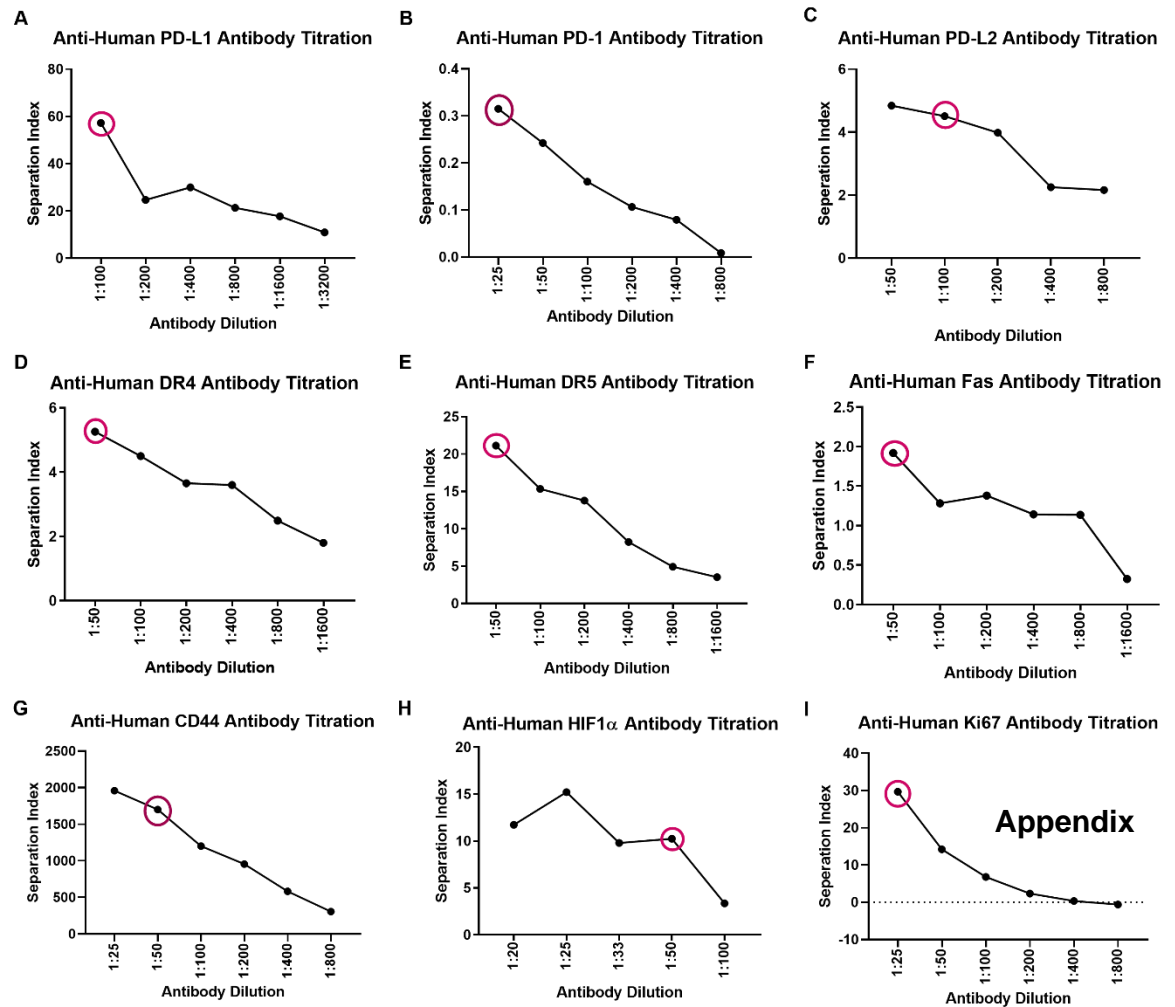 A
Anti-Human PD-L1 Antibody Titration
Separation Index
80
60
40
20
0
1:100
1:200
1:400
1:800
1:1600
1:3200
Antibody Dilution
B
Anti-Human PD-1 Antibody Titration
Separation Index
0.4
0.3
0.2
0.1
0.0
1:25
1:50
1:100
1:200
1:400
1:800
Antibody Dilution
C
Anti-Human PD-L2 Antibody Titration
Seperation Index
6
4
2
0
1:50
1:100
1:200
1:400
1:800
Antibody Dilution
D
Anti-Human DR4 Antibody Titration
Separation Index
6
4
2
0
1:50
1:100
1:200
1:400
1:800
1:1600
Antibody Dilution
E
Anti-Human DR5 Antibody Titration
Separation Index
25
20
15
10
5
0
1:50
1:100
1:200
1:400
1:800
1:1600
Antibody Dilution
F
Anti-Human Fas Antibody Titration
Separation Index
2.5
2.0
1.5
1.0
0.5
0.0
1:50
1:100
1:200
1:400
1:800
1:1600
Antibody Dilution
G
Anti-Human CD44 Antibody Titration
Separation Index
2500
2000
1500
1000
500
0
1:25
1:50
1:100
1:200
1:400
1:800
Antibody Dilution
H
Anti-Human HIF1α Antibody Titration
Separation Index
20
15
10
5
0
1:20
1:25
1:33
1:50
1:100
Antibody Dilution
I
Anti-Human Ki67 Antibody Titration
Seperation Index
40
30
20
10
0
-10
Appendix
1:25
1:50
1:100
1:200
1:400
1:800
Antibody Dilution